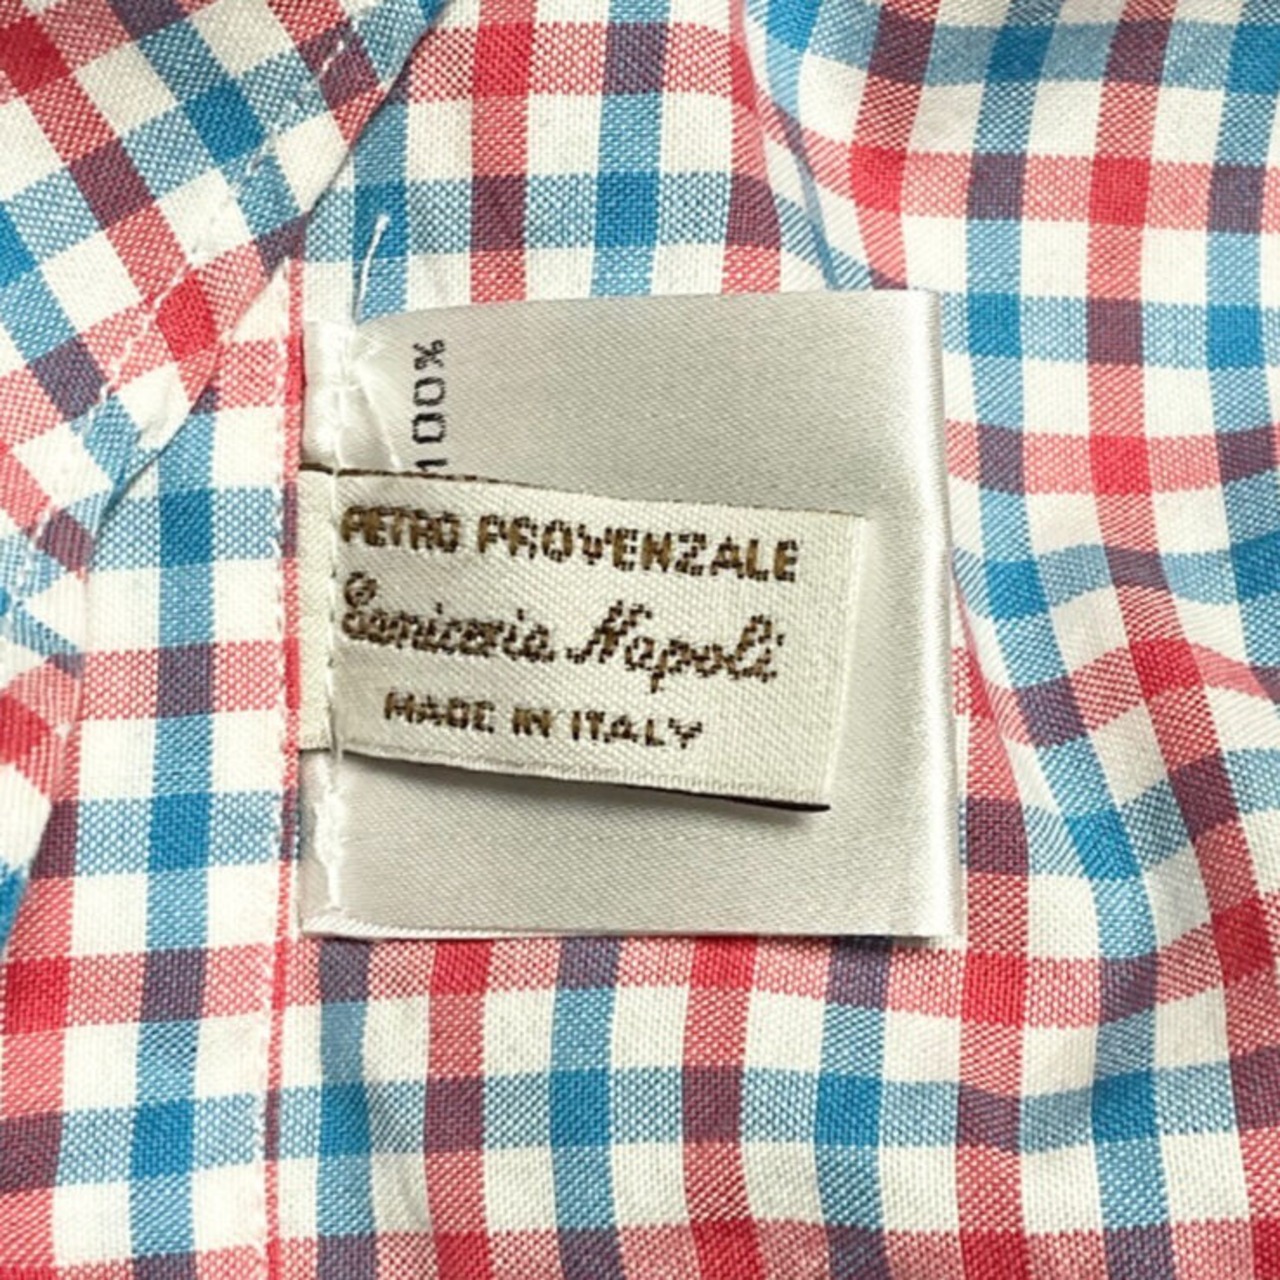 100%
PIETRO PROVENZALE
Camiceria Napoli
MADE IN ITALY